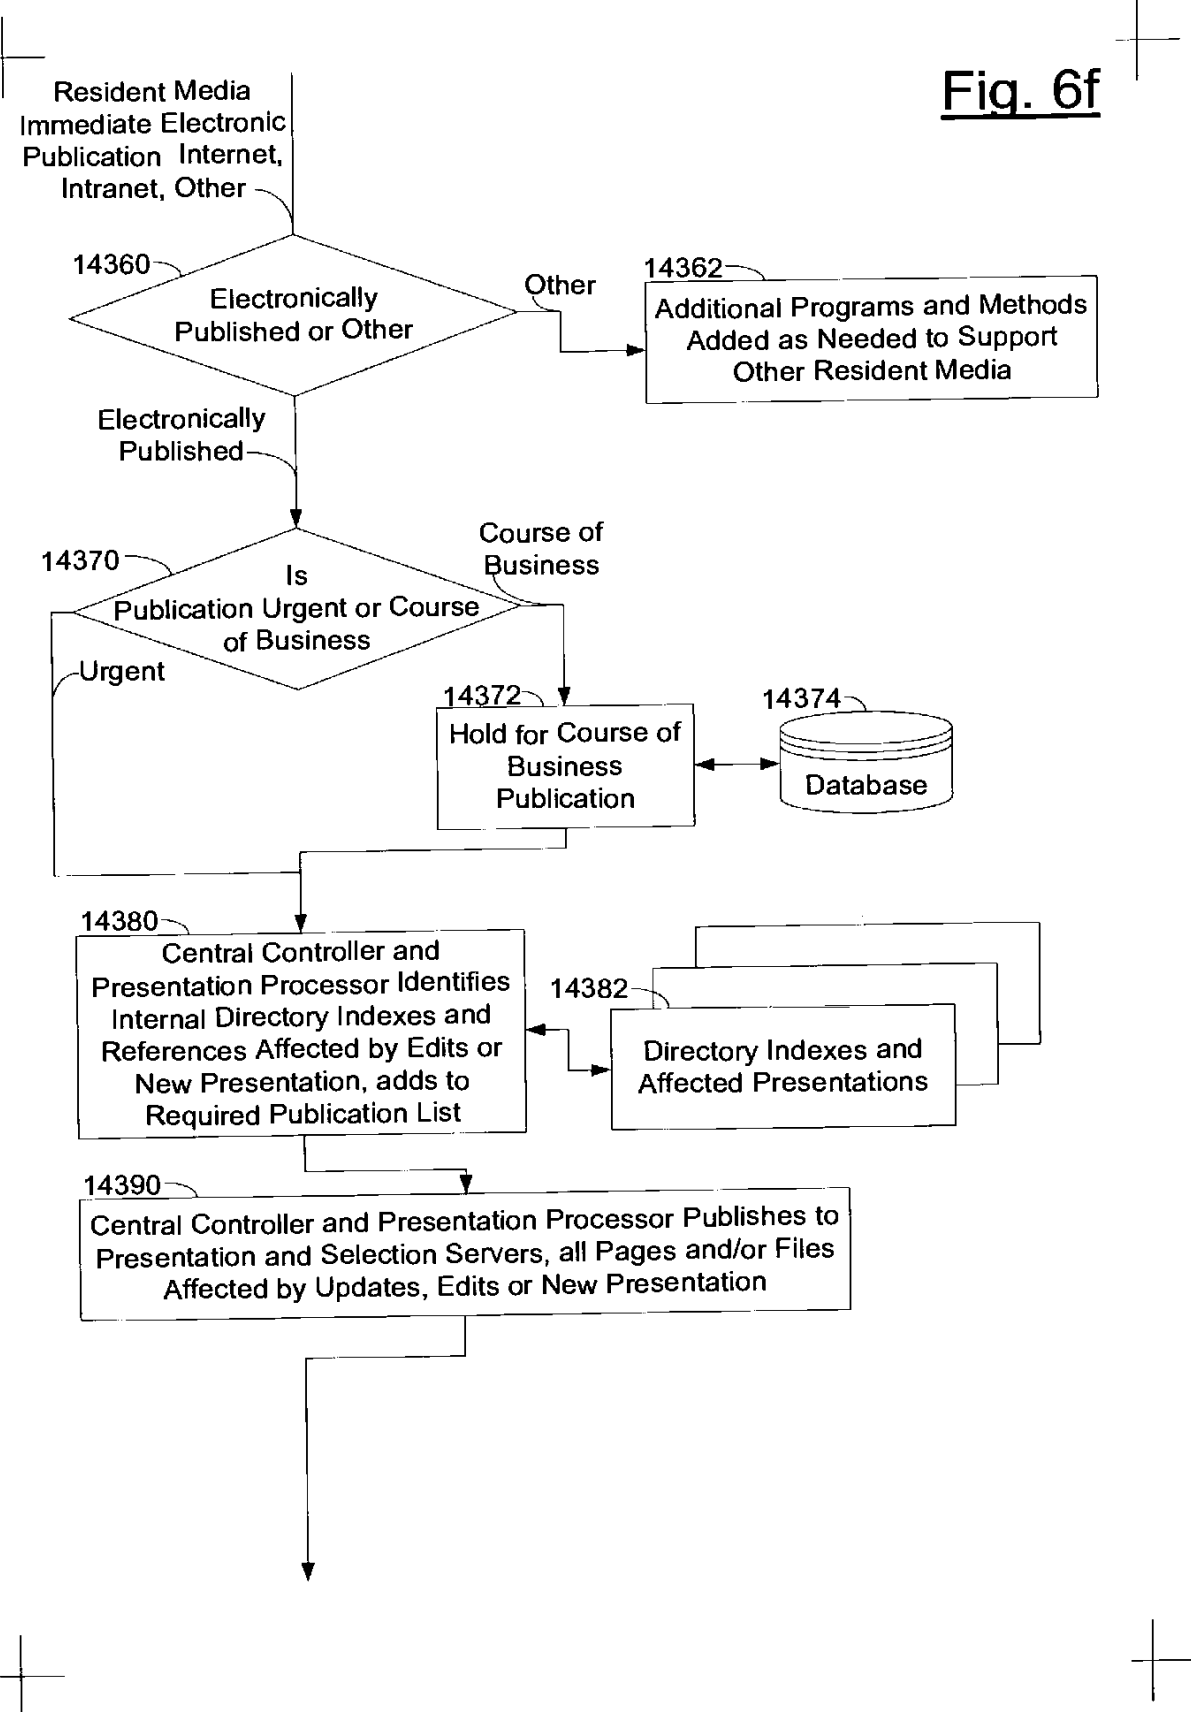 Fig. 6f
Resident Media
Immediate Electronic
Publication Internet,
Intranet, Other
14360
Electronically
Published or Other
Other
14362
Additional Programs and Methods
Added as Needed to Support
Other Resident Media
Electronically
Published
14370
Is
Publication Urgent or Course
of Business
Course of
Business
Urgent
14372
Hold for Course of
Business
Publication
14374
Database
14380
Central Controller and
Presentation Processor Identifies
Internal Directory Indexes and
References Affected by Edits or
New Presentation, adds to
Required Publication List
14382
Directory Indexes and
Affected Presentations
14390
Central Controller and Presentation Processor Publishes to
Presentation and Selection Servers, all Pages and/or Files
Affected by Updates, Edits or New Presentation